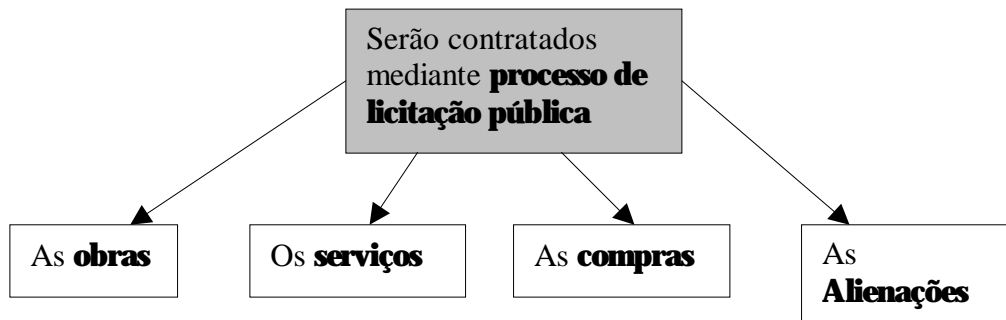 Serão contratados
mediante processo de
licitação pública
As obras
Os serviços
As compras
As
Alienações